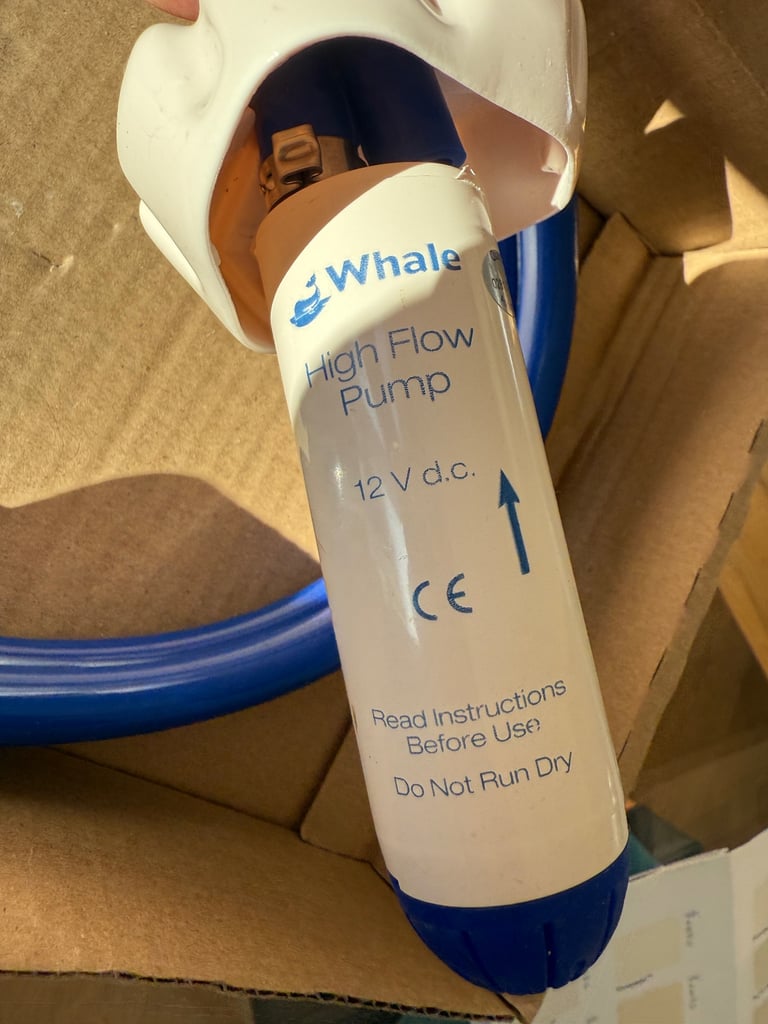 Whale
High Flow
Pump
12 V d.c.
CE
Read Instructions
Before Use
Do Not Run Dry